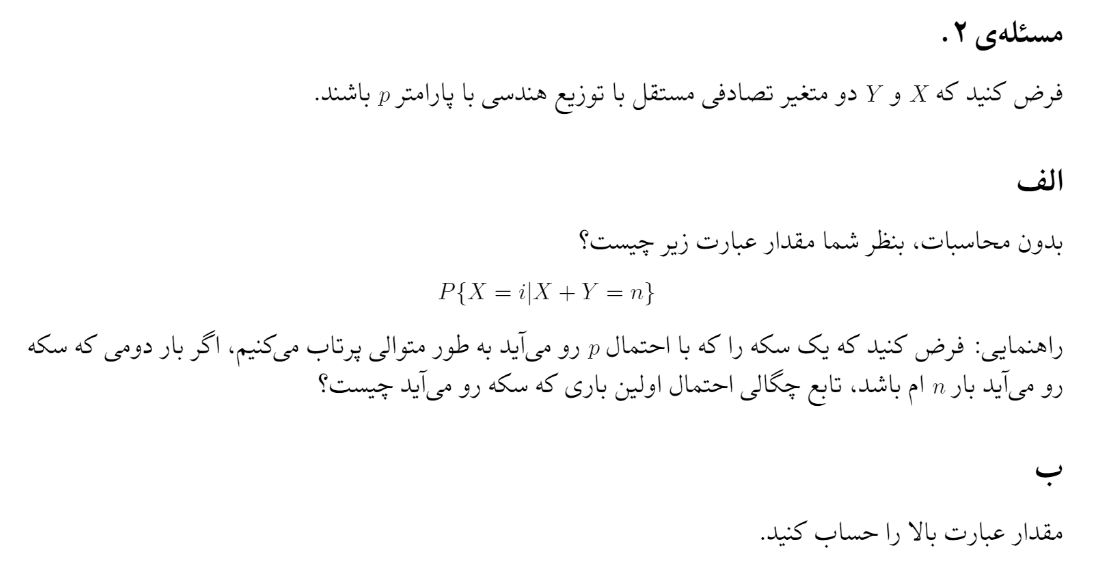 مسئله‌ی ۲.
فرض کنید که X و Y دو متغیر تصادفی مستقل با توزیع هندسی با پارامتر p باشند.
الف
بدون محاسبات، بنظر شما مقدار عبارت زیر چیست؟
P{X = i|X + Y = n}
راهنمایی: فرض کنید که یک سکه را که با احتمال p رو می‌آید به طور متوالی پرتاب می‌کنیم، اگر بار دومی که سکه
رو می‌آید بار n ام باشد، تابع چگالی احتمال اولین باری که سکه رو می‌آید چیست؟
ب
مقدار عبارت بالا را حساب کنید.